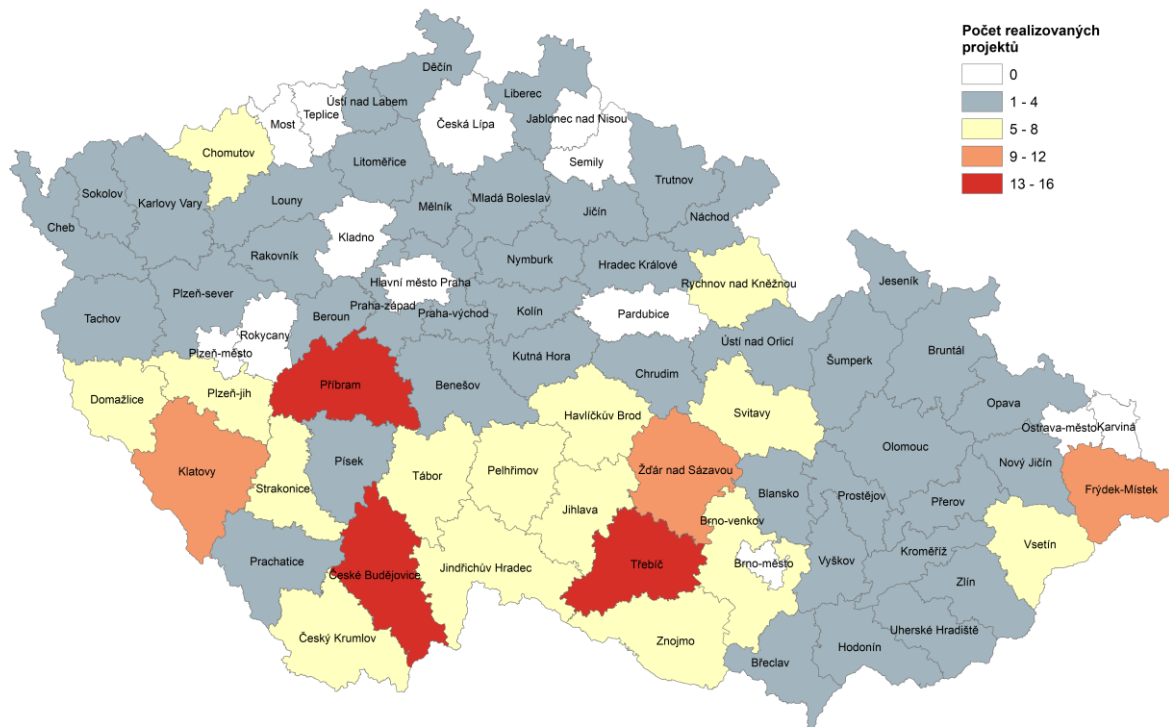 Počet realizovaných
projektů
0
1 - 4
5 - 8
9 - 12
13 - 16
Děčín
Ústí nad Labem
Teplice
Most
Liberec
Jablonec nad Nisou
Česká Lípa
Chomutov
Litoměřice
Semily
Trutnov
Sokolov
Karlovy Vary
Louny
Mělník
Mladá Boleslav
Jičín
Náchod
Cheb
Kladno
Rakovník
Nymburk
Hradec Králové
Hlavní město Praha
Rychnov nad Kněžnou
Jeseník
Plzeň-sever
Praha-západ
Praha-východ
Kolín
Pardubice
Tachov
Beroun
Rokycany
Plzeň-město
Kutná Hora
Ústí nad Orlicí
Šumperk
Bruntál
Chrudim
Příbram
Benešov
Domažlice
Plzeň-jih
Opava
Havlíčkův Brod
Svitavy
Ostrava-město
Karviná
Olomouc
Písek
Klatovy
Strakonice
Tábor
Pelhřimov
Žďár nad Sázavou
Nový Jičín
Frýdek-Místek
Blansko
Prostějov
Přerov
Jihlava
Brno-venkov
Vsetín
Kroměříž
Prachatice
České Budějovice
Jindřichův Hradec
Třebíč
Brno-město
Vyškov
Zlín
Český Krumlov
Znojmo
Uherské Hradiště
Břeclav
Hodonín